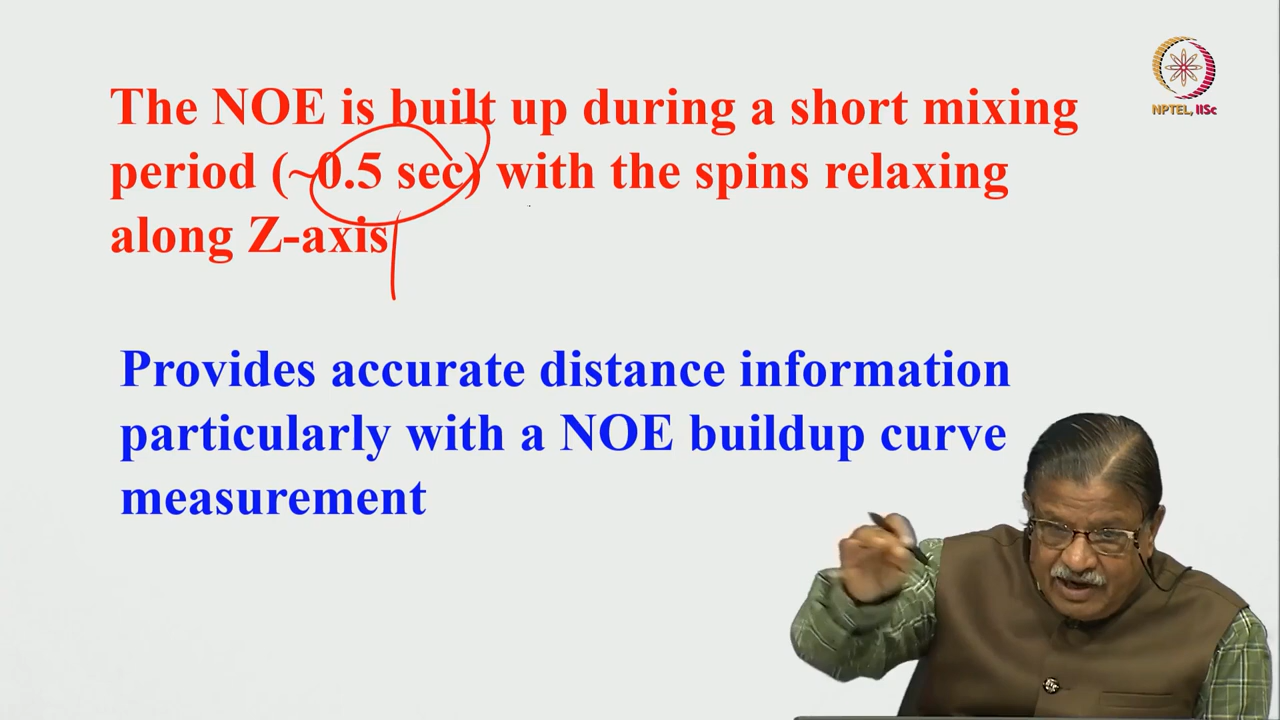 NPTEL, IISc
The NOE is built up during a short mixing
period (~0.5 sec) with the spins relaxing
along Z-axis
Provides accurate distance information
particularly with a NOE buildup curve
measurement